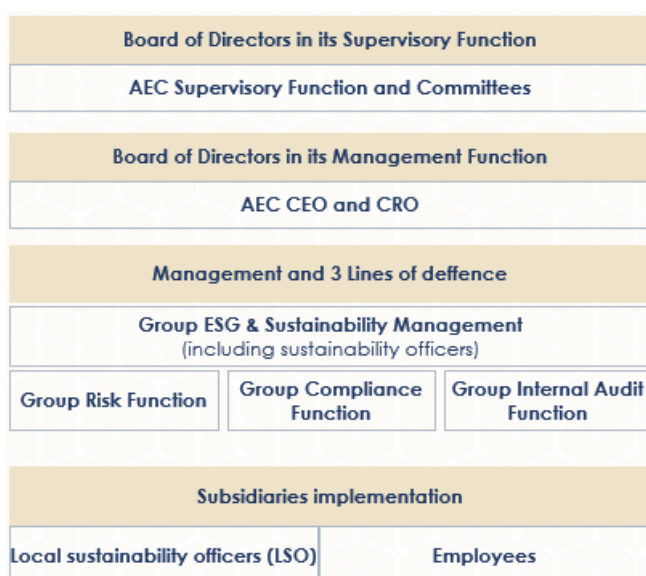 Board of Directors in its Supervisory Function
AEC Supervisory Function and Committees
Board of Directors in its Management Function
AEC CEO and CRO
Management and 3 Lines of deffence
Group ESG & Sustainability Management
(including sustainability officers)
Group Risk Function
Group Compliance
Function
Group Internal Audit
Function
Subsidiaries implementation
Local sustainability officers (LSO)
Employees